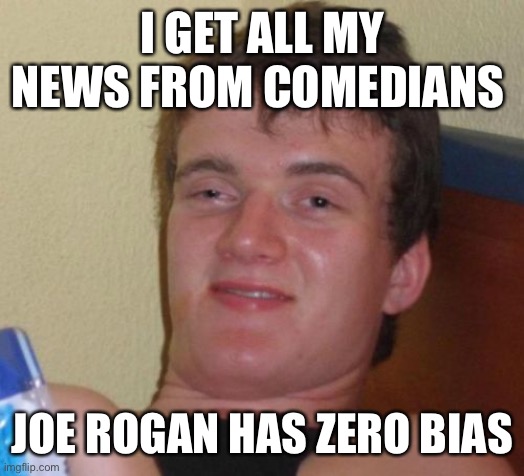 I GET ALL MY
NEWS FROM COMEDIANS
JOE ROGAN HAS ZERO BIAS
imgflip.com